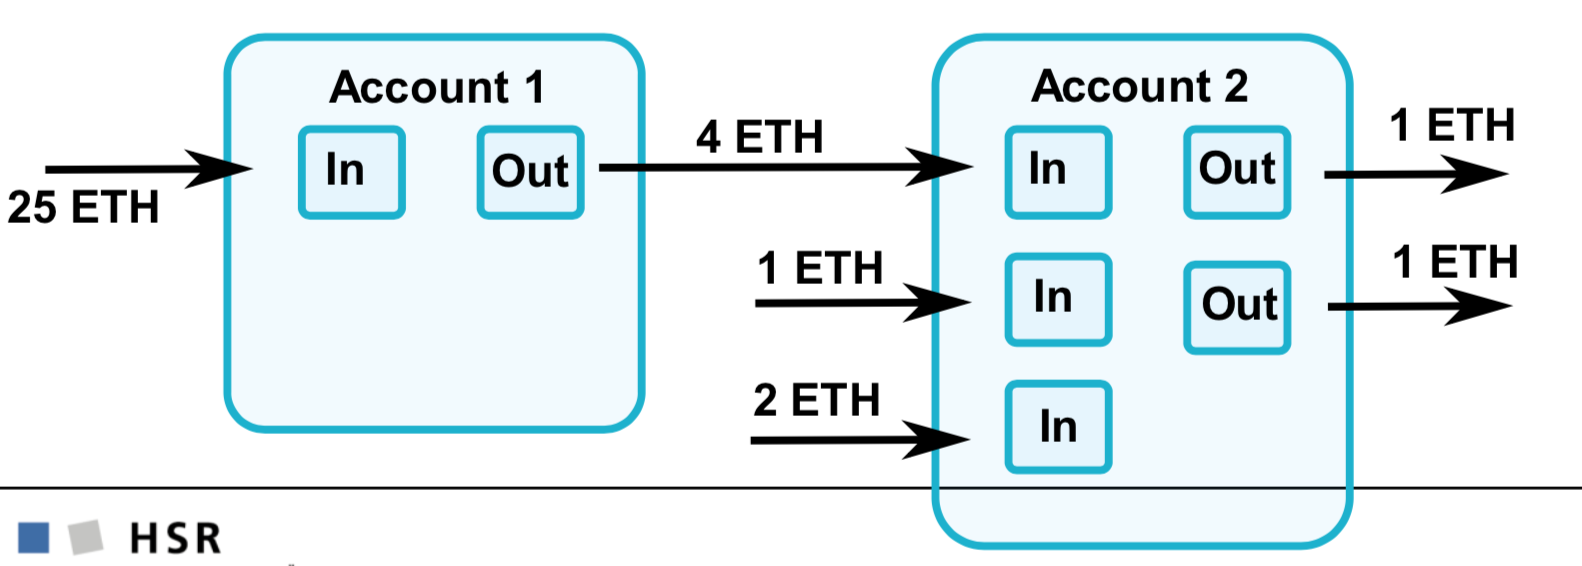 Account 1
In
Out
25 ETH
4 ETH
Account 2
In
Out
1 ETH
1 ETH
In
Out
1 ETH
2 ETH
In
HSR